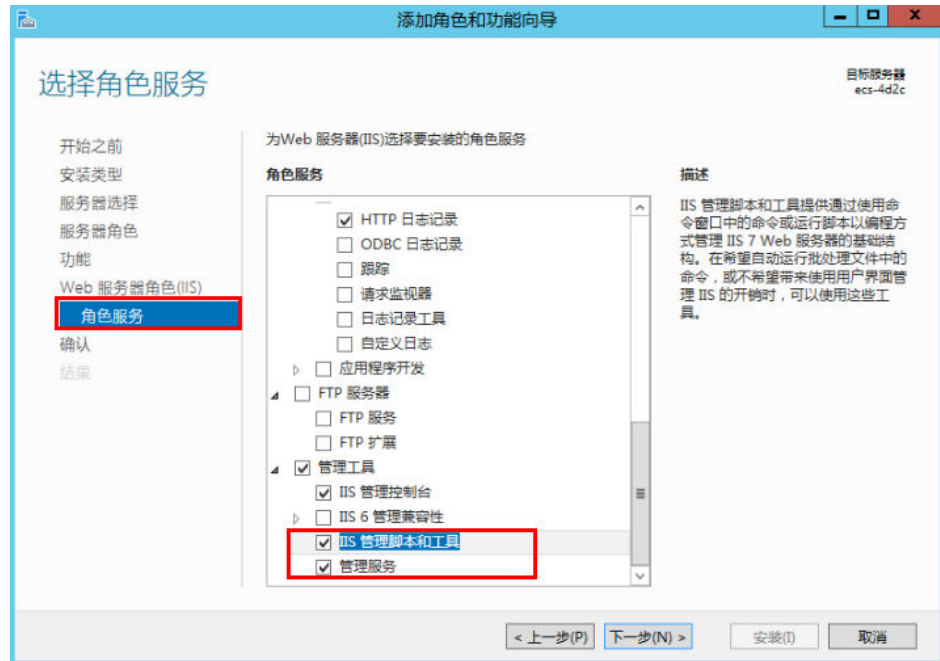 添加角色和功能向导
选择角色服务
目标服务器
ecs-4d2c
开始之前
安装类型
服务器选择
服务器角色
功能
Web 服务器角色(IIS)
角色服务
确认
结果
为Web 服务器(IIS)选择要安装的角色服务
角色服务
HTTP 日志记录
ODBC 日志记录
跟踪
请求监视器
日志记录工具
自定义日志
应用程序开发
FTP 服务器
FTP 服务
FTP 扩展
管理工具
IIS 管理控制台
IIS 6 管理兼容性
IIS 管理脚本和工具
管理服务
描述
IIS 管理脚本和工具提供通过使用命
令窗口中的命令或运行脚本以编程方
式管理 IIS 7 Web 服务器的基础结
构。在希望自动运行批处理文件中的
命令，或不希望带来使用用户界面管
理 IIS 的开销时，可以使用这些工
具。
< 上一步(P)
下一步(N) >
安装(I)
取消